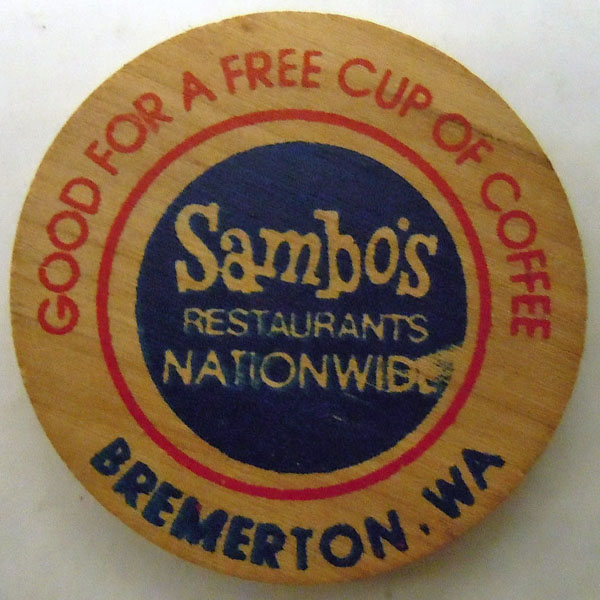 GOOD FOR A FREE CUP OF COFFEE
Sambo's
RESTAURANTS
NATIONWIDE
BREMERTON, WA